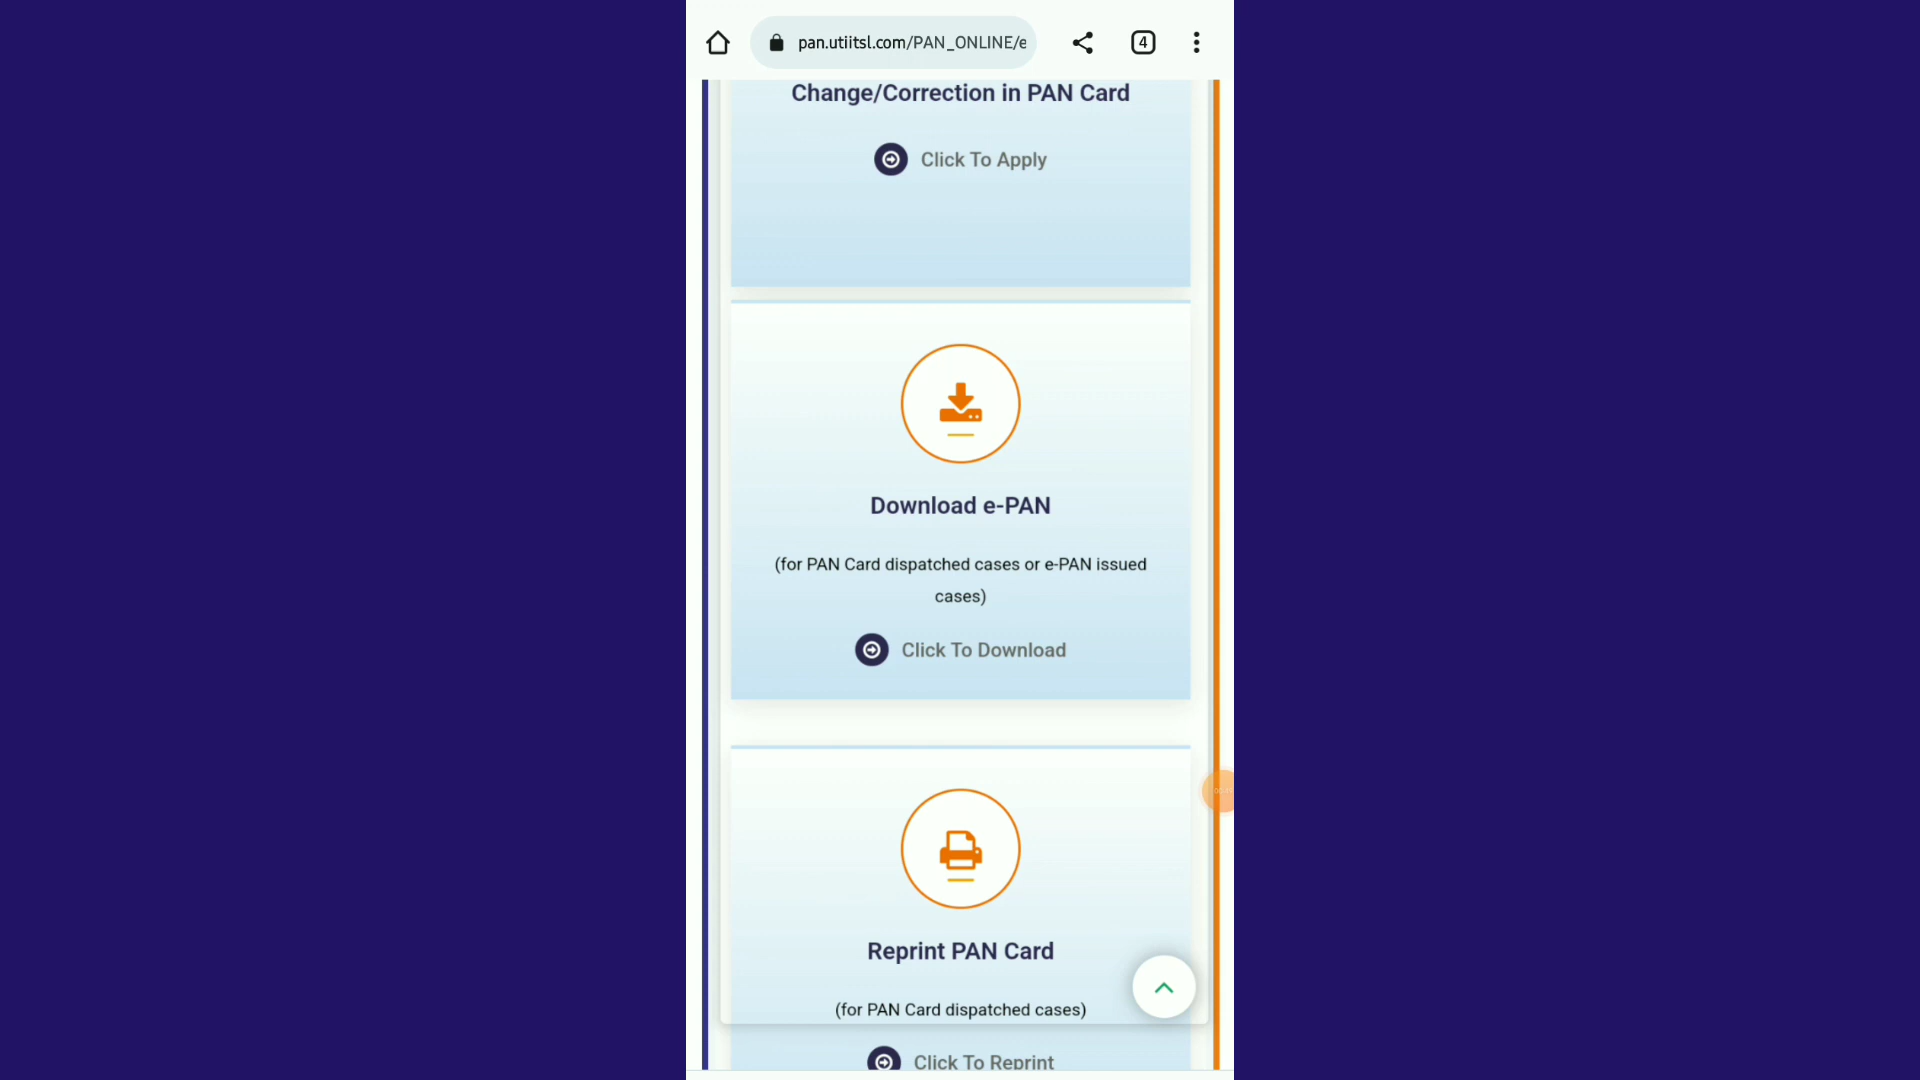 pan.utiitsl.com/PAN_ONLINE/e
4
Change/Correction in PAN Card
Click To Apply
Download e-PAN
(for PAN Card dispatched cases or e-PAN issued
cases)
Click To Download
Reprint PAN Card
(for PAN Card dispatched cases)
Click To Reprint